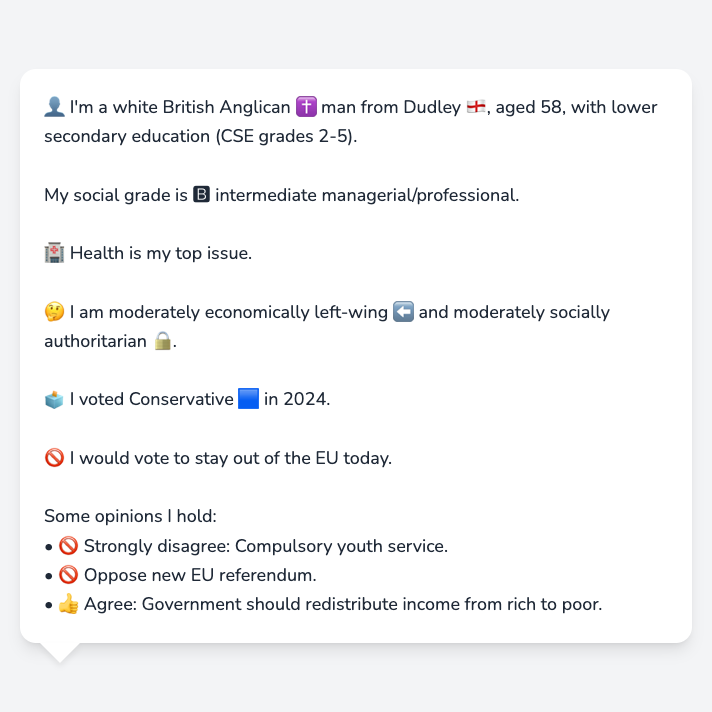 👤 I'm a white British Anglican ✝️ man from Dudley 🏴󠁧󠁢󠁥󠁮󠁧󠁿, aged 58, with lower
secondary education (CSE grades 2-5).
My social grade is 🅱 intermediate managerial/professional.
🏥 Health is my top issue.
🤔 I am moderately economically left-wing ⬅️ and moderately socially
authoritarian 🔒.
🗳️ I voted Conservative 🟦 in 2024.
🚫 I would vote to stay out of the EU today.
Some opinions I hold:
• 🚫 Strongly disagree: Compulsory youth service.
• 🚫 Oppose new EU referendum.
• 👍 Agree: Government should redistribute income from rich to poor.